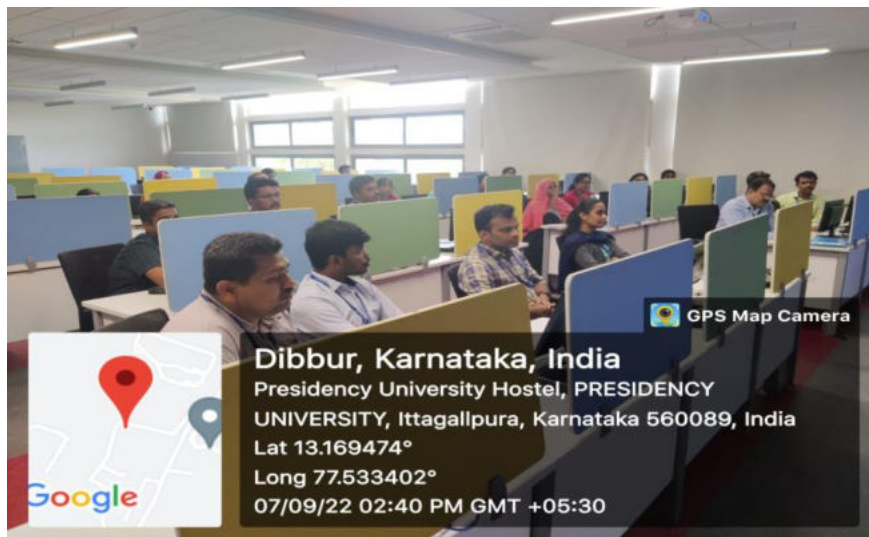 GPS Map Camera
Dibbur, Karnataka, India
Presidency University Hostel, PRESIDENCY
UNIVERSITY, Ittagallpura, Karnataka 560089, India
Lat 13.169474°
Long 77.533402°
07/09/22 02:40 PM GMT +05:30
Google